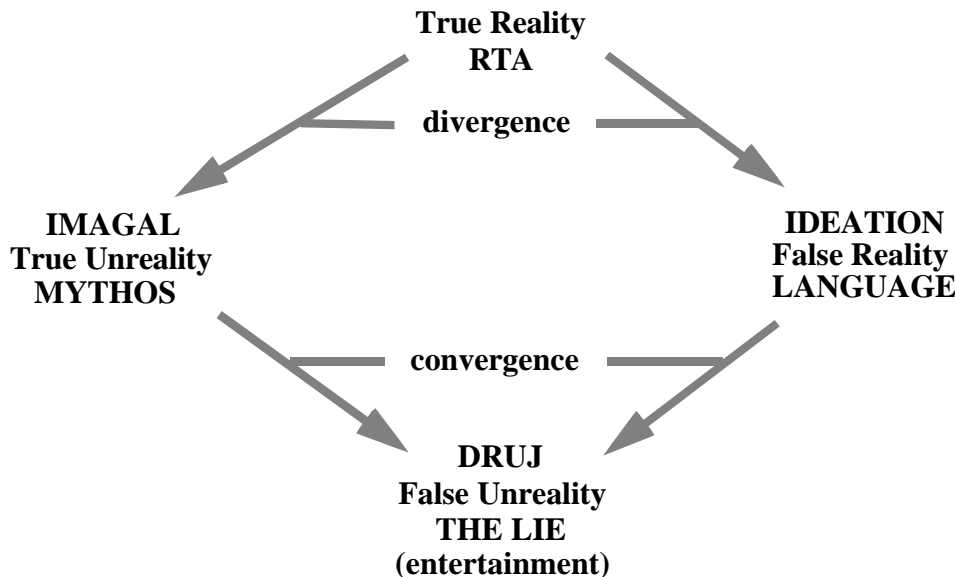 True Reality
RTA
divergence
IMAGAL
True Unreality
MYTHOS
IDEATION
False Reality
LANGUAGE
convergence
DRUJ
False Unreality
THE LIE
(entertainment)